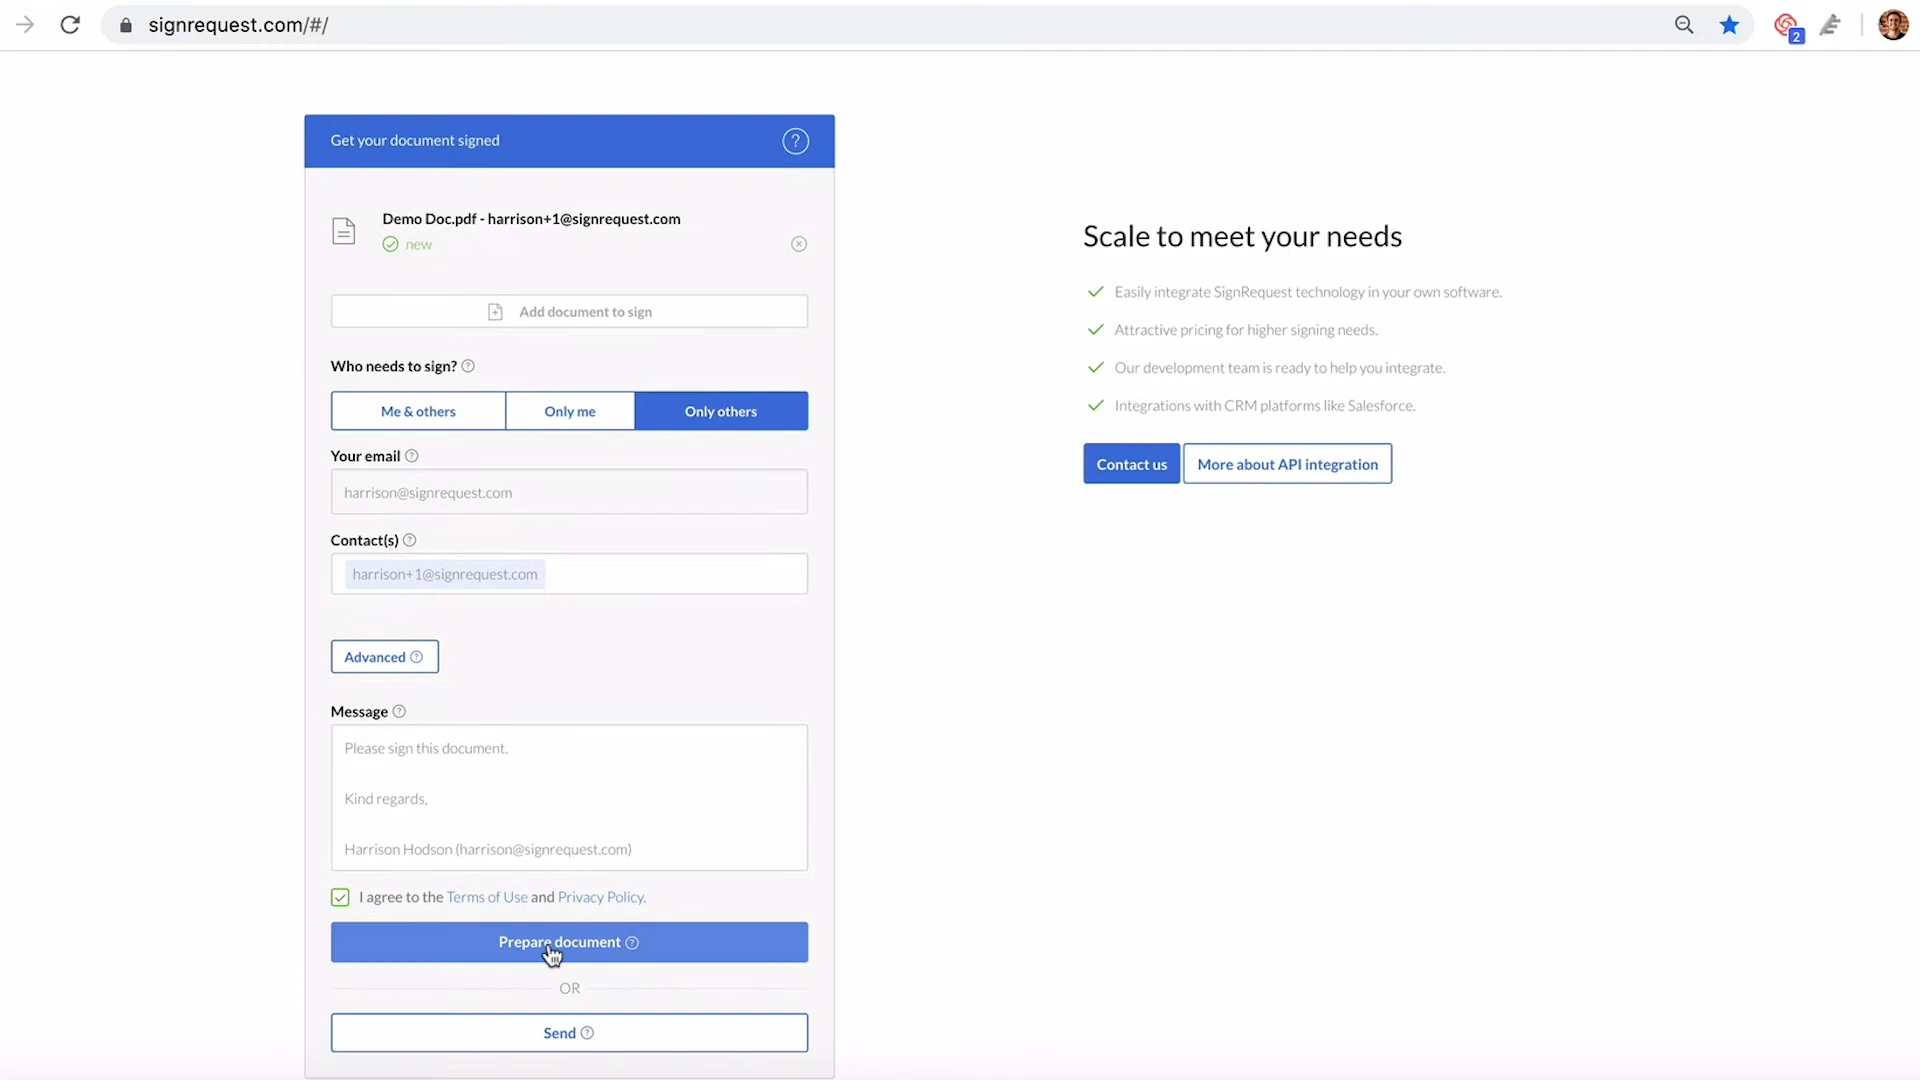 signrequest.com/#/
2
Get your document signed
?
Demo Doc.pdf - harrison+1@signrequest.com
new
Add document to sign
Who needs to sign? ?
Me & others
Only me
Only others
Your email ?
harrison@signrequest.com
Contact(s) ?
harrison+1@signrequest.com
Advanced ?
Message ?
Please sign this document.
Kind regards,
Harrison Hodson (harrison@signrequest.com)
I agree to the Terms of Use and Privacy Policy.
Prepare document ?
OR
Send ?
Scale to meet your needs
Easily integrate SignRequest technology in your own software.
Attractive pricing for higher signing needs.
Our development team is ready to help you integrate.
Integrations with CRM platforms like Salesforce.
Contact us
More about API integration